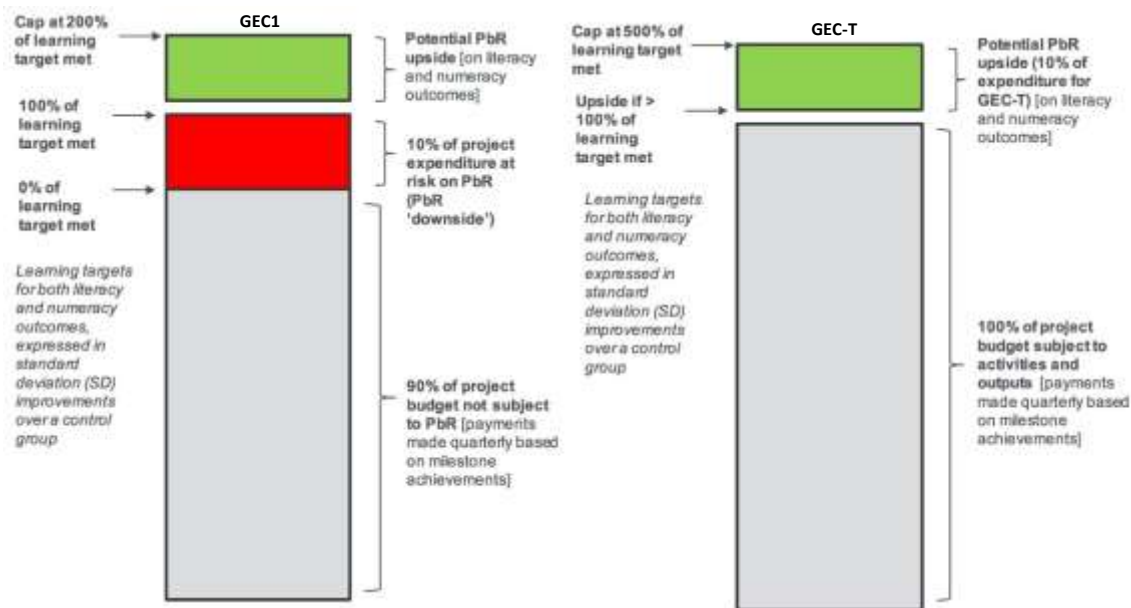 GEC1
Cap at 200%
of learning
target met
Potential PbR
upside [on literacy
and numeracy
outcomes]
100% of
learning
target met
10% of project
expenditure at
risk on PbR
(PbR
'downside')
0% of
learning
target met
Learning targets
for both literacy
and numeracy
outcomes,
expressed in
standard
deviation (SD)
improvements
over a control
group
90% of project
budget not subject
to PbR [payments
made quarterly based
on milestone
achievements]
GEC-T
Cap at 500% of
learning target
met
Potential PbR
upside (10% of
expenditure for
GEC-T) [on literacy
and numeracy
outcomes]
Upside if >
100% of
learning
target met
Learning targets
for both literacy
and numeracy
outcomes,
expressed in
standard
deviation (SD)
improvements
over a control
group
100% of project
budget subject to
activities and
outputs [payments
made quarterly based
on milestone
achievements]